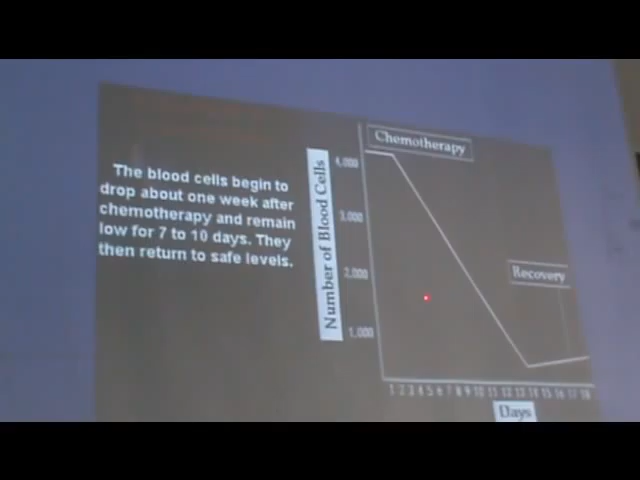 The blood cells begin to
drop about one week after
chemotherapy and remain
low for 7 to 10 days. They
then return to safe levels.
Chemotherapy
Number of Blood Cells
4,000
3,000
2,000
1,000
Recovery
1 2 3 4 5 6 7 8 9 10 11 12 13 14 15 16 17 18
Days